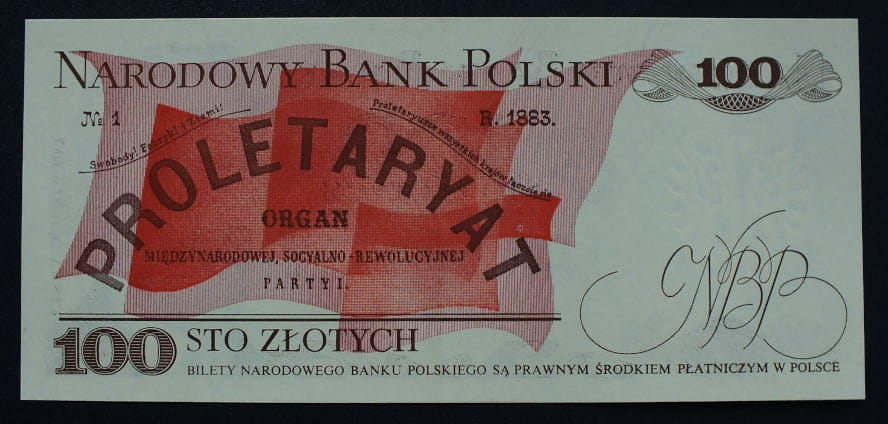 NARODOWY BANK POLSKI
100
№ 1
R. 1883.
Swobody! Fabryki i Ziemi!
Proletaryusze wszystkich krajów łączcie się
PROLETARYAT
ORGAN
MIĘDZYNARODOWEJ, SOCYALNO-REWOLUCYJNEJ
PARTYI.
NBP
100 STO ZŁOTYCH
BILETY NARODOWEGO BANKU POLSKIEGO SĄ PRAWNYM ŚRODKIEM PŁATNICZYM W POLSCE